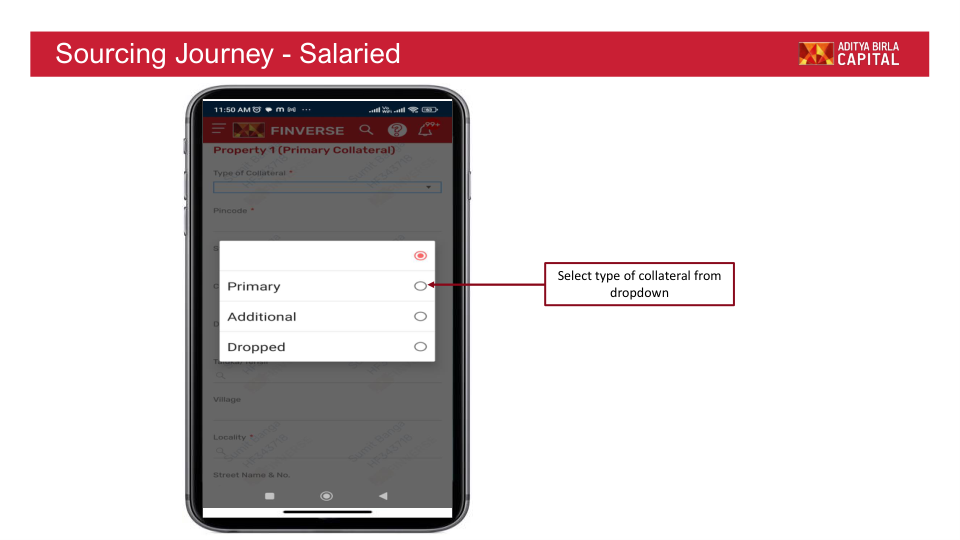 Sourcing Journey - Salaried
ADITYA BIRLA
CAPITAL
11:50 AM
FINVERSE
99+
Property 1 (Primary Collateral)
Type of Collateral *
Pincode *
Primary
Additional
Dropped
Village
Locality *
Street Name & No.
Select type of collateral from
dropdown